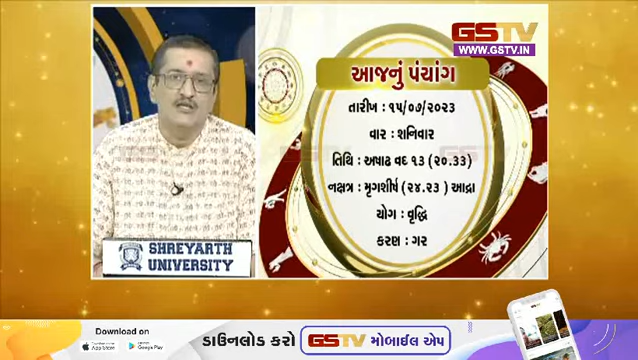 GSTV
WWW.GSTV.IN
આજનું પંચાંગ
તારીખ : ૧૫/૦૭/૨૦૨૩
વાર : શનિવાર
તિથિ : અષાઢ વદ ૧૩ (૨૦.૩૩)
નક્ષત્ર : મૃગશીર્ષ (૨૪.૨૩ ) આદ્રા
યોગ : વૃદ્ધિ
કરણ : ગર
SHREYARTH
UNIVERSITY
Download on
App Store
Google Play
ડાઉનલોડ કરો GSTV મોબાઈલ એપ